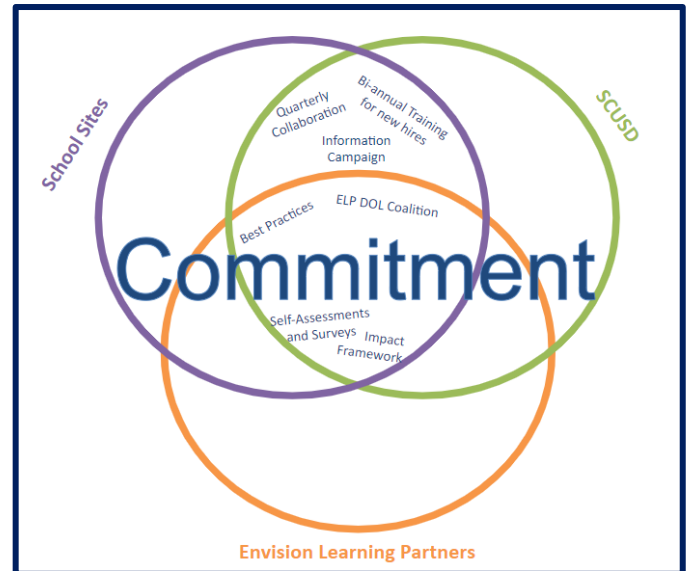 School Sites
SCUSD
Quarterly
Collaboration
Bi-annual Training
for new hires
Information
Campaign
Best Practices
ELP DOL Coalition
Commitment
Self-Assessments
and Surveys
Impact
Framework
Envision Learning Partners